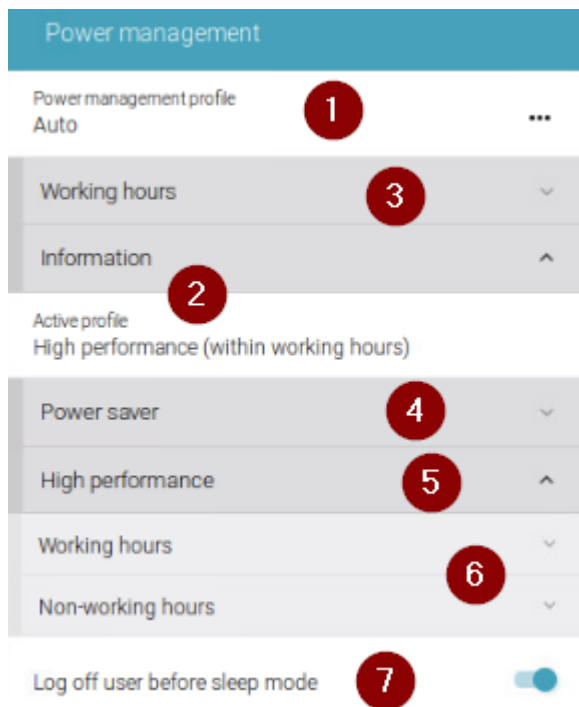 Power management
Power management profile
1
Auto
...
Working hours
3
Information
2
Active profile
High performance (within working hours)
Power saver
4
High performance
5
Working hours
6
Non-working hours
Log off user before sleep mode
7